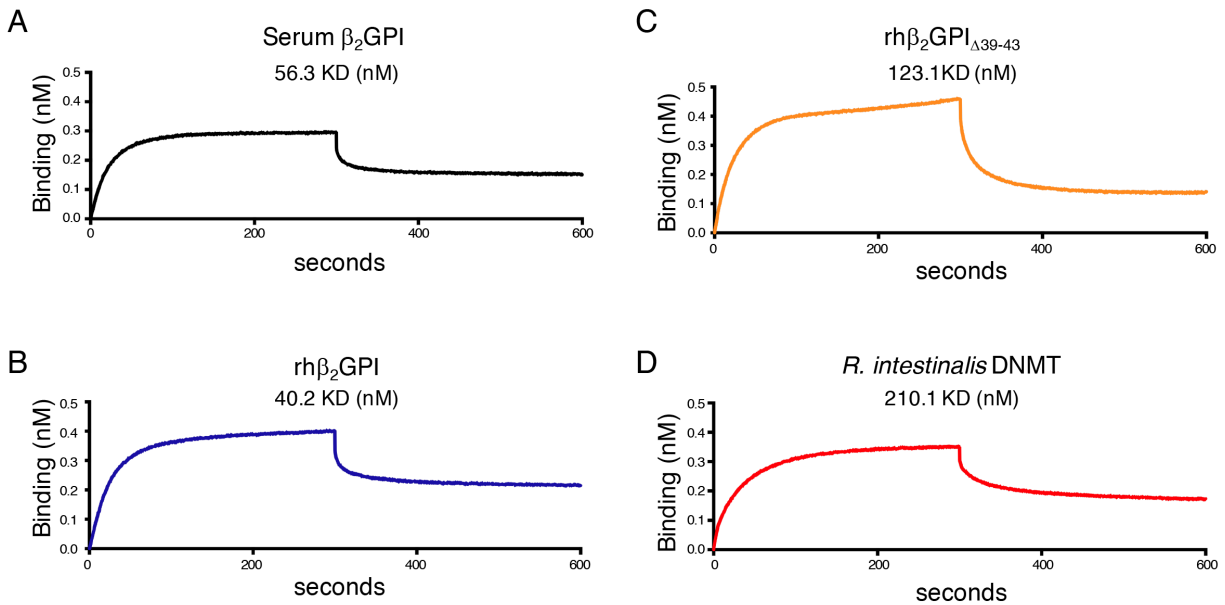 A
Serum β₂GPI
56.3 KD (nM)
Binding (nM)
0.5
0.4
0.3
0.2
0.1
0.0
0
200
400
600
seconds
B
rhβ₂GPI
40.2 KD (nM)
Binding (nM)
0.5
0.4
0.3
0.2
0.1
0.0
0
200
400
600
seconds
C
rhβ₂GPI Δ39-43
123.1KD (nM)
Binding (nM)
0.5
0.4
0.3
0.2
0.1
0.0
0
200
400
600
seconds
D
R. intestinalis DNMT
210.1 KD (nM)
Binding (nM)
0.5
0.4
0.3
0.2
0.1
0.0
0
200
400
600
seconds